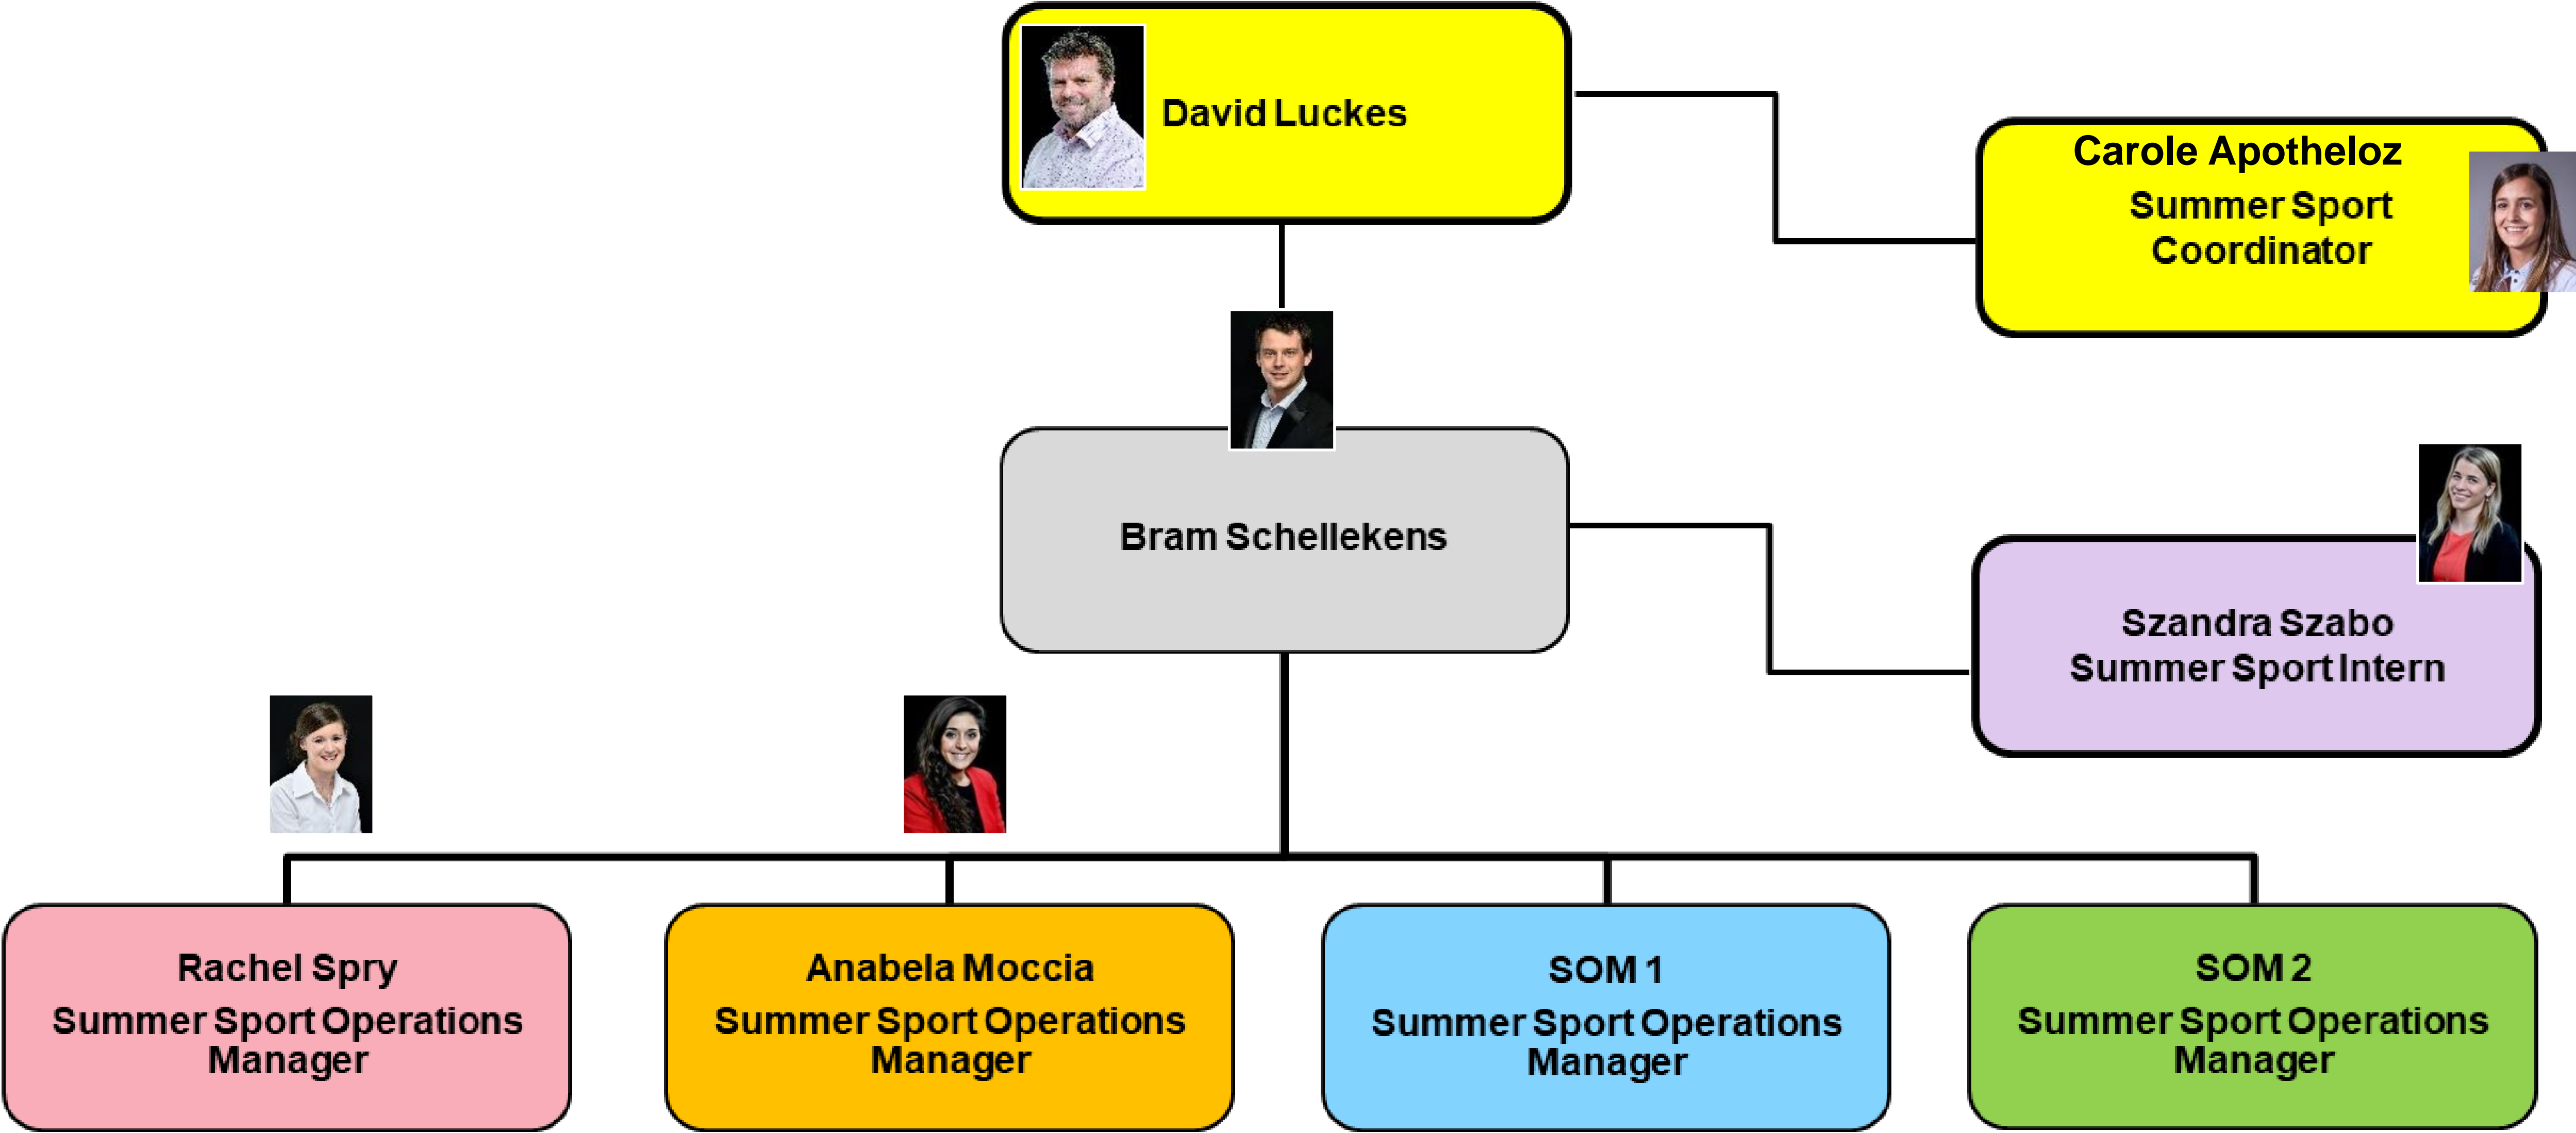 David Luckes
Carole Apotheloz
Summer Sport
Coordinator
Bram Schellekens
Szandra Szabo
Summer Sport Intern
Rachel Spry
Summer Sport Operations
Manager
Anabela Moccia
Summer Sport Operations
Manager
SOM 1
Summer Sport Operations
Manager
SOM 2
Summer Sport Operations
Manager